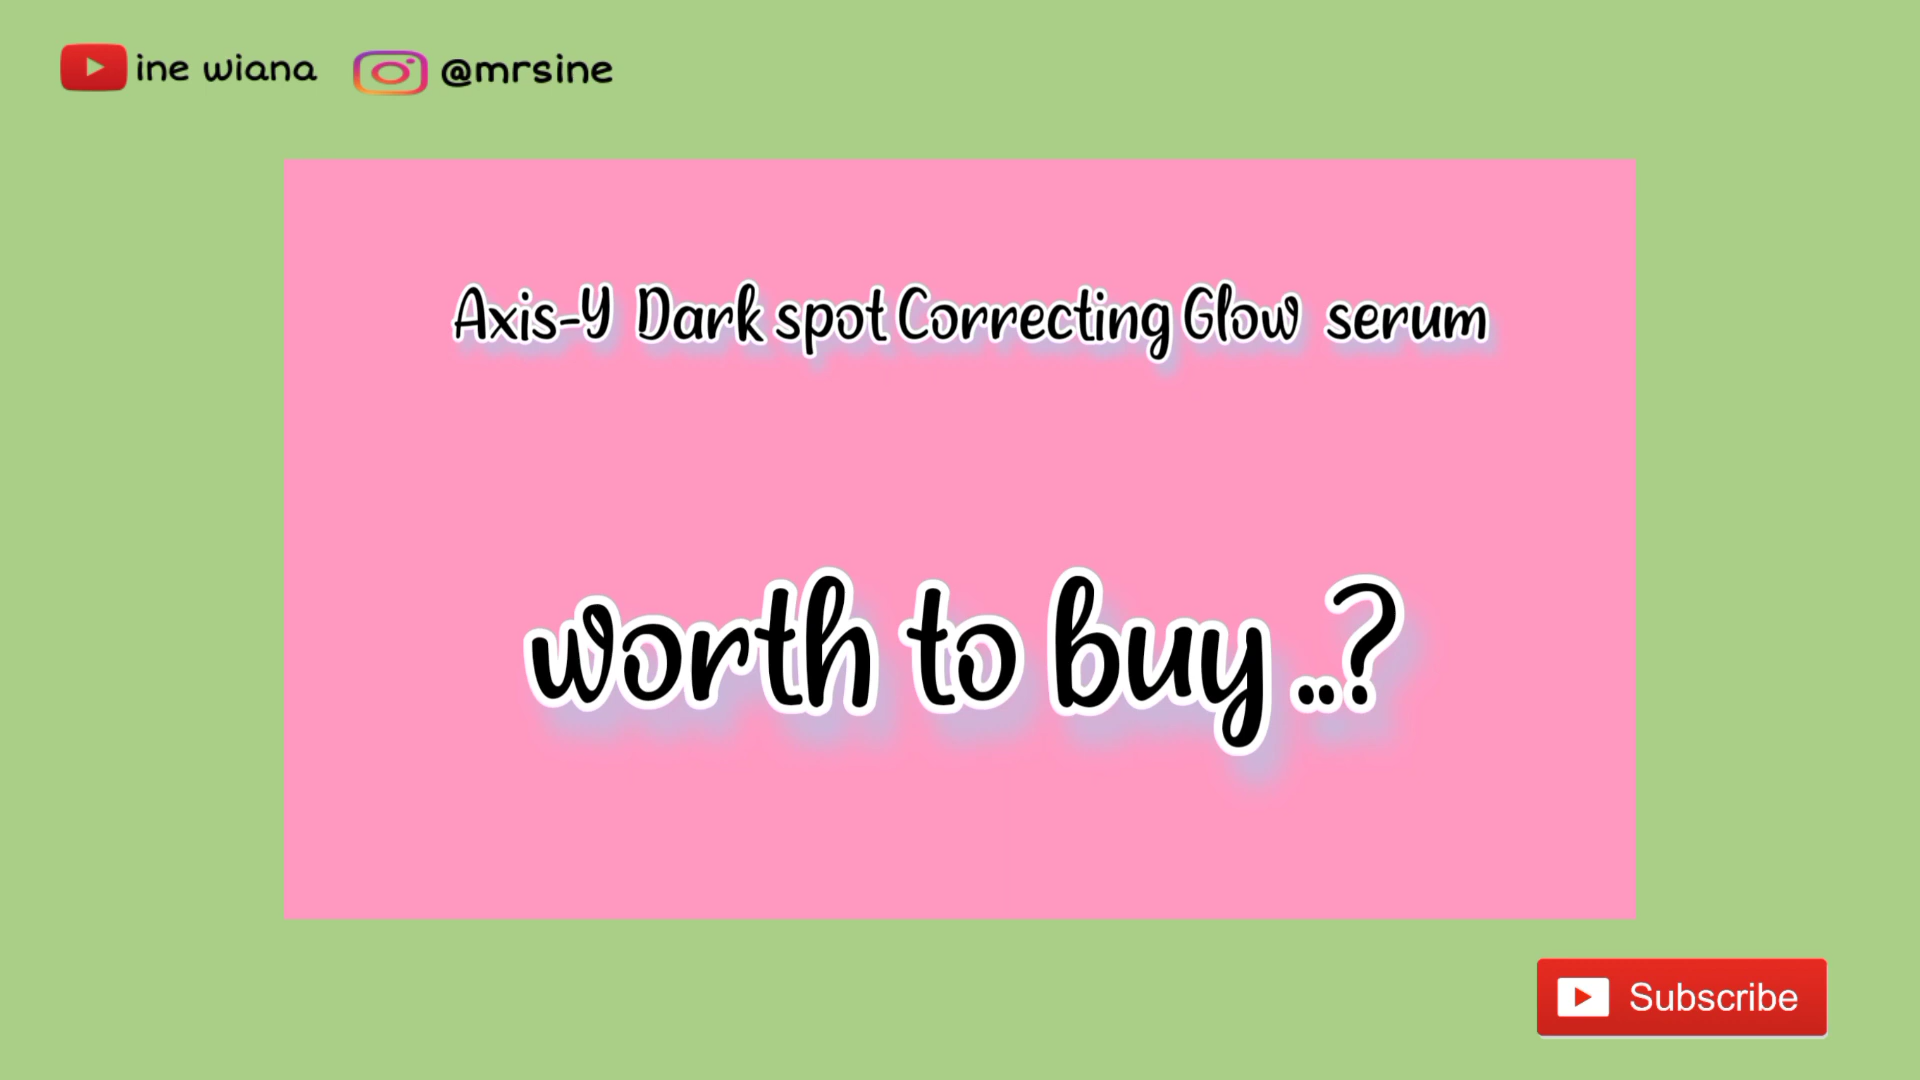 ine wiana @mrsine
Axis-Y Dark spot Correcting Glow serum
worth to buy ..?
Subscribe